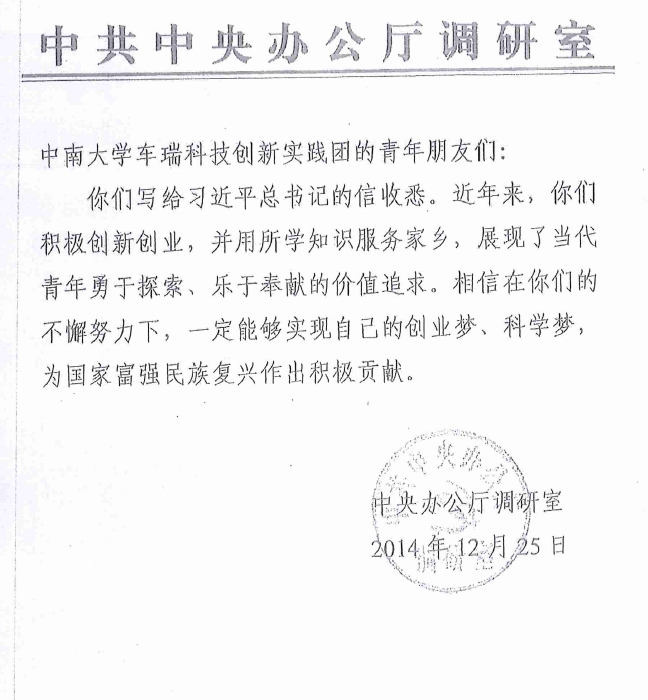 中共中央办公厅调研室
中南大学车瑞科技创新实践团的青年朋友们：
你们写给习近平总书记的信收悉。近年来，你们
积极创新创业，并用所学知识服务家乡，展现了当代
青年勇于探索、乐于奉献的价值追求。相信在你们的
不懈努力下，一定能够实现自己的创业梦、科学梦，
为国家富强民族复兴作出积极贡献。
中央办公厅调研室
2014年12月25日